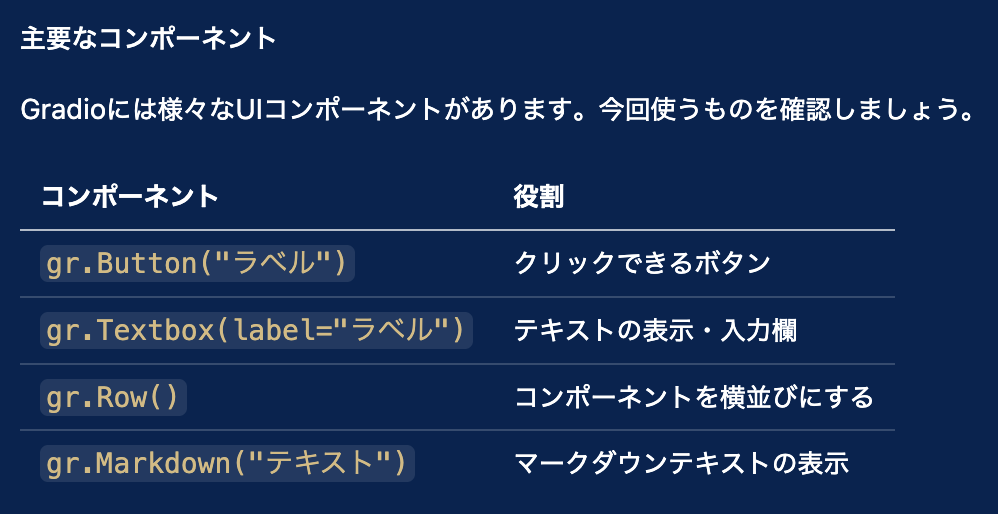 主要なコンポーネント
Gradioには様々なUIコンポーネントがあります。今回使うものを確認しましょう。
コンポーネント 役割
gr.Button("ラベル") クリックできるボタン
gr.Textbox(label="ラベル") テキストの表示・入力欄
gr.Row() コンポーネントを横並びにする
gr.Markdown("テキスト") マークダウンテキストの表示